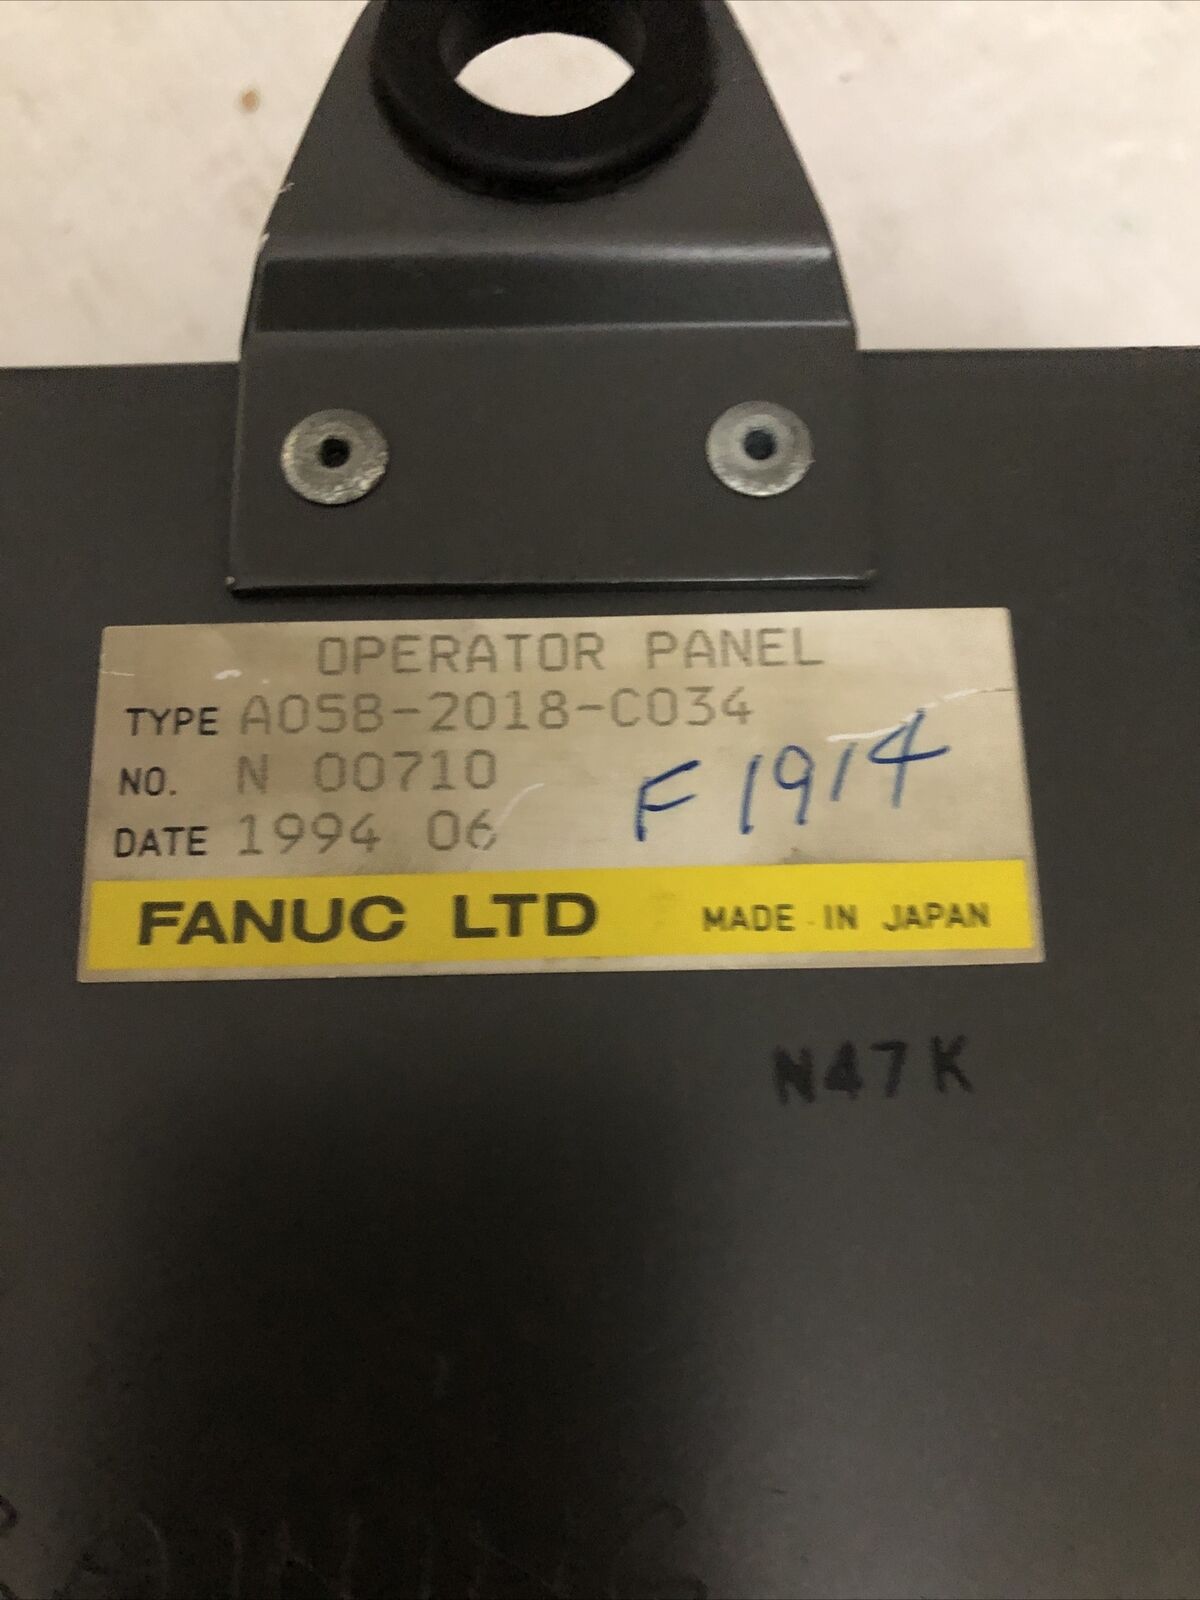 OPERATOR PANEL
TYPE A05B-2018-C034
NO. N 00710
F1914
DATE 1994 06
FANUC LTD MADE IN JAPAN
N47K